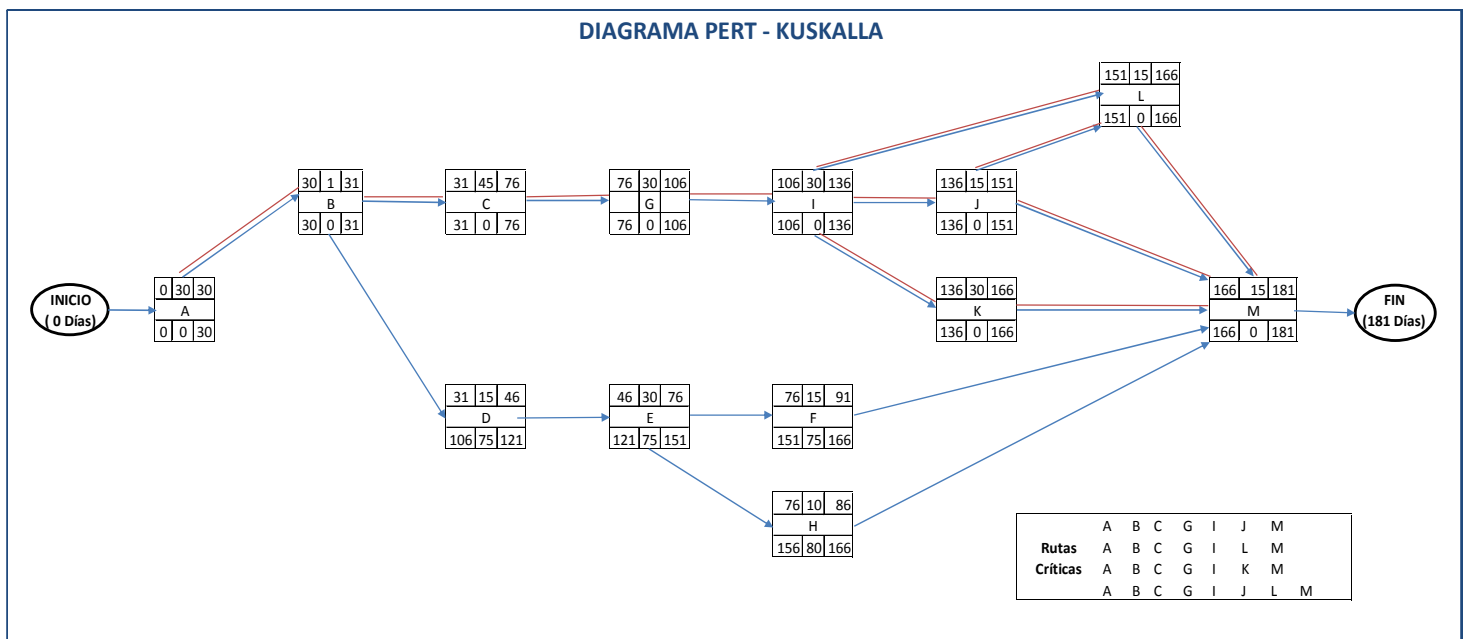 DIAGRAMA PERT - KUSKALLA
151 15 166
L
151 0 166
30 1 31
B
30 0 31
31 45 76
C
31 0 76
76 30 106
G
76 0 106
106 30 136
I
106 0 136
136 15 151
J
136 0 151
INICIO
( 0 Días)
0 30 30
A
0 0 30
136 30 166
K
136 0 166
166 15 181
M
166 0 181
FIN
(181 Días)
31 15 46
D
106 75 121
46 30 76
E
121 75 151
76 15 91
F
151 75 166
76 10 86
H
156 80 166
A B C G I J M
Rutas A B C G I L M
Críticas A B C G I K M
A B C G I J L M